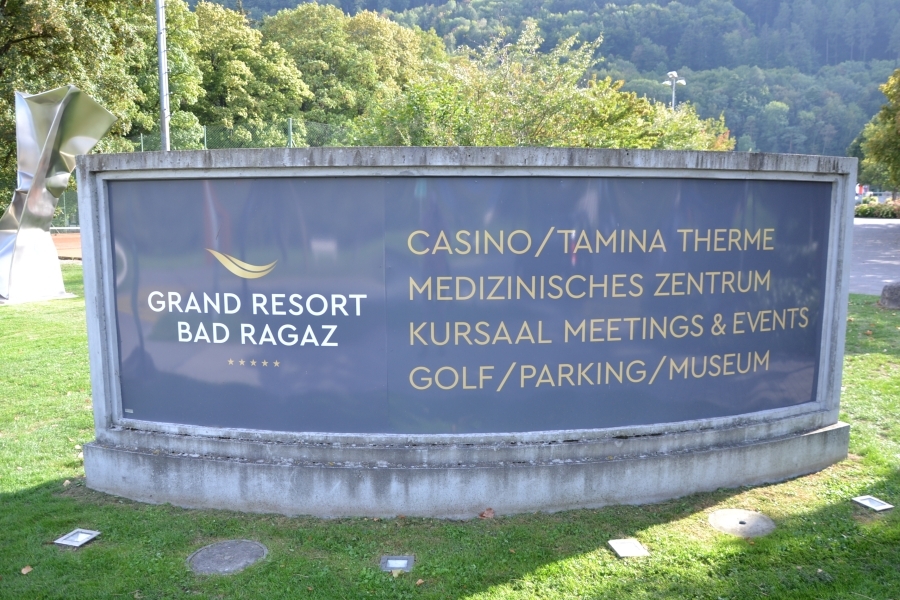 GRAND RESORT
BAD RAGAZ
CASINO/TAMINA THERME
MEDIZINISCHES ZENTRUM
KURSAAL MEETINGS & EVENTS
GOLF/PARKING/MUSEUM